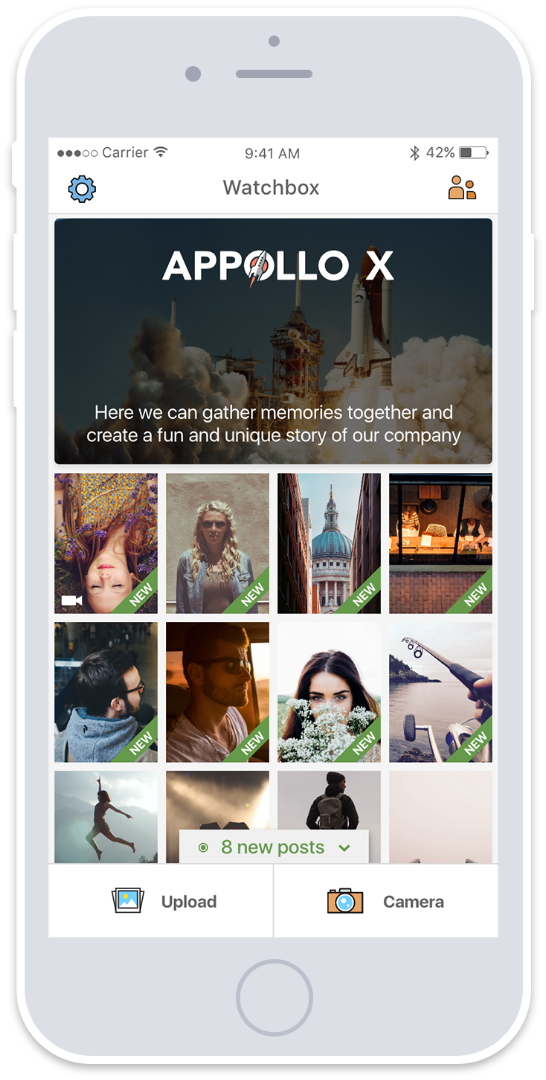 Carrier 9:41 AM 42%
Watchbox
APPOLLO X
Here we can gather memories together and
create a fun and unique story of our company
NEW NEW NEW NEW
NEW NEW NEW NEW
8 new posts
Upload Camera